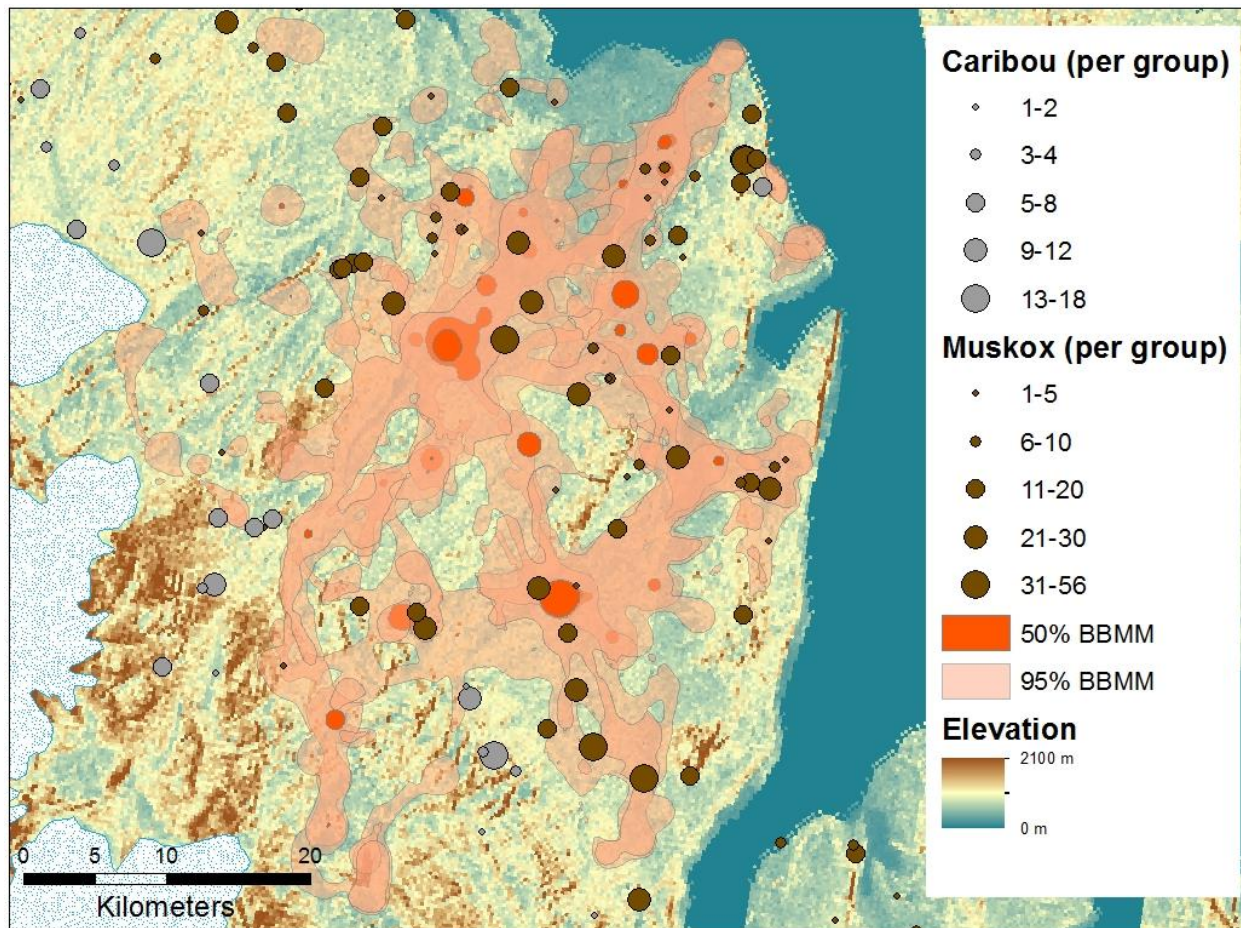 Caribou (per group)
1-2
3-4
5-8
9-12
13-18
Muskox (per group)
1-5
6-10
11-20
21-30
31-56
50% BBMM
95% BBMM
Elevation
2100 m
0 m
0 5 10 20
Kilometers